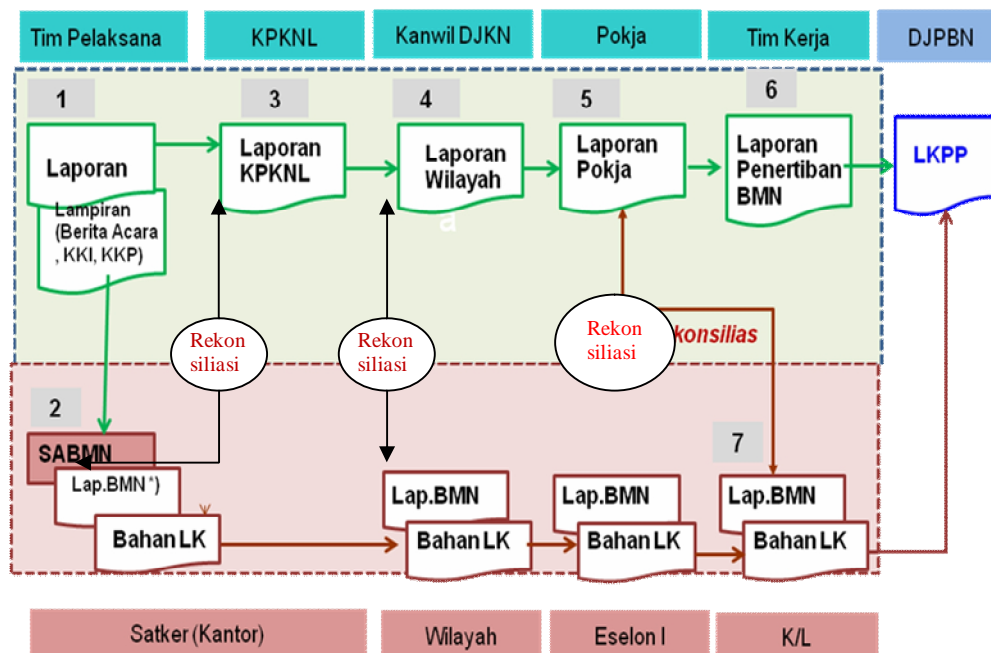 Tim Pelaksana
KPKNL
Kanwil DJKN
Pokja
Tim Kerja
DJPBN
1
3
4
5
6
Laporan
Laporan
KPKNL
Laporan
Wilayah
a
Laporan
Pokja
Laporan
Penertiban
BMN
LKPP
Lampiran
(Berita Acara
, KKI, KKP)
Rekon
siliasi
Rekon
siliasi
Rekon
siliasi
konsilias
2
7
SABMN
Lap.BMN*)
Bahan LK
Lap.BMN
Bahan LK
Lap.BMN
Bahan LK
Lap.BMN
Bahan LK
Satker (Kantor)
Wilayah
Eselon I
K/L